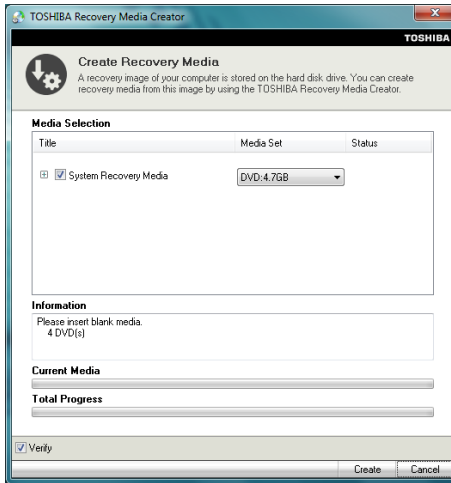 TOSHIBA Recovery Media Creator
TOSHIBA
Create Recovery Media
A recovery image of your computer is stored on the hard disk drive. You can create
recovery media from this image by using the TOSHIBA Recovery Media Creator.
Media Selection
Title Media Set Status
System Recovery Media DVD:4.7GB
Information
Please insert blank media.
4 DVD(s)
Current Media
Total Progress
Verify
Create Cancel